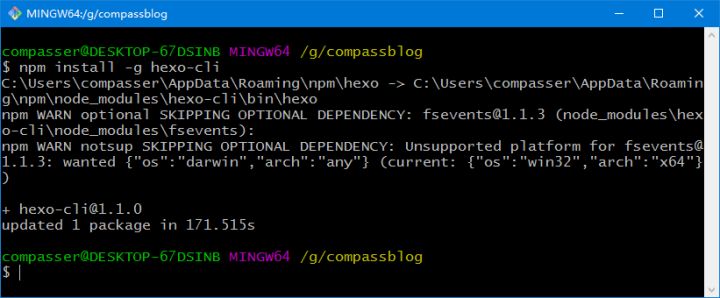 MINGW64:/g/compassblog
compasser@DESKTOP-67DSINB MINGW64 /g/compassblog
$ npm install -g hexo-cli
C:\Users\compasser\AppData\Roaming\npm\hexo -> C:\Users\compasser\AppData\Roamin
g\npm\node_modules\hexo-cli\bin\hexo
npm WARN optional SKIPPING OPTIONAL DEPENDENCY: fsevents@1.1.3 (node_modules\hex
o-cli\node_modules\fsevents):
npm WARN notsup SKIPPING OPTIONAL DEPENDENCY: Unsupported platform for fsevents@
1.1.3: wanted {"os":"darwin","arch":"any"} (current: {"os":"win32","arch":"x64"}
)
+ hexo-cli@1.1.0
updated 1 package in 171.515s
compasser@DESKTOP-67DSINB MINGW64 /g/compassblog
$